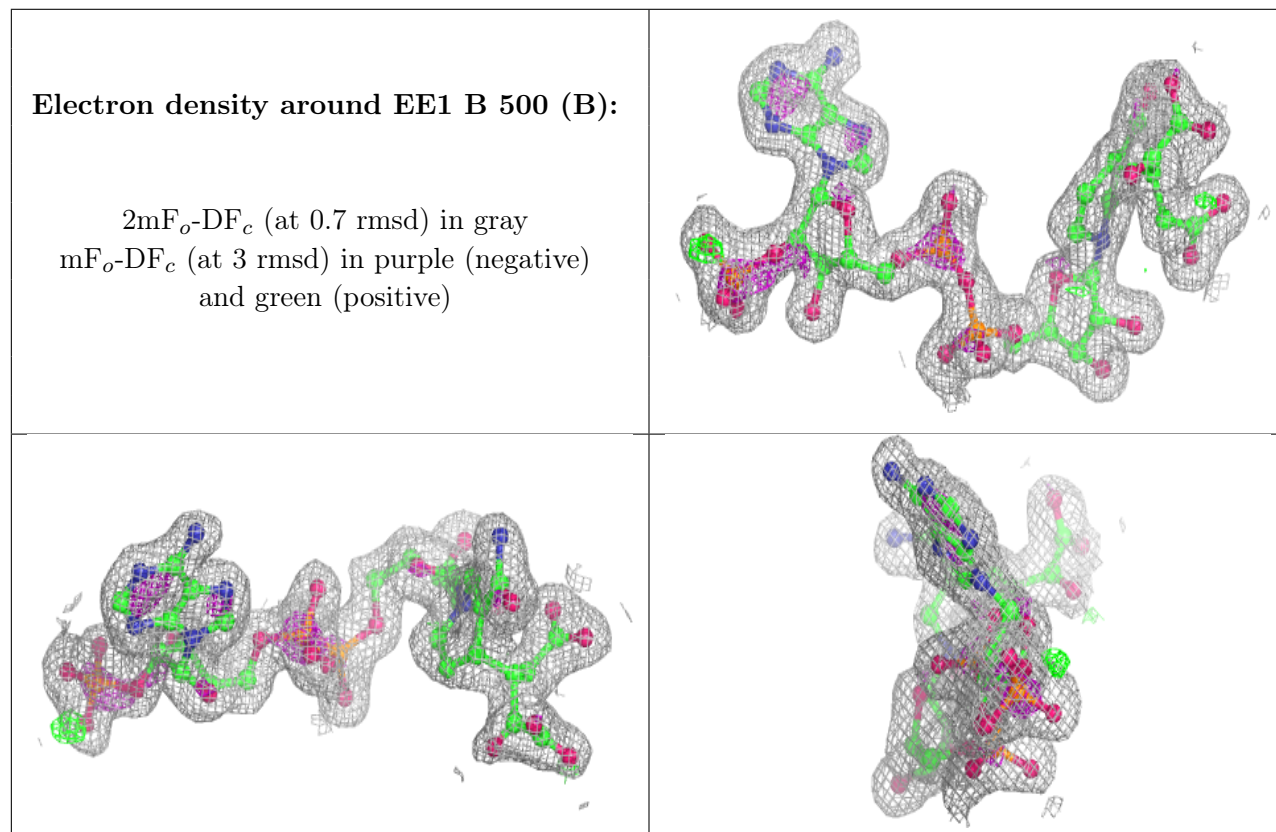 Electron density around EE1 B 500 (B):
2mFₒ-DF𝒸 (at 0.7 rmsd) in gray
mFₒ-DF𝒸 (at 3 rmsd) in purple (negative)
and green (positive)